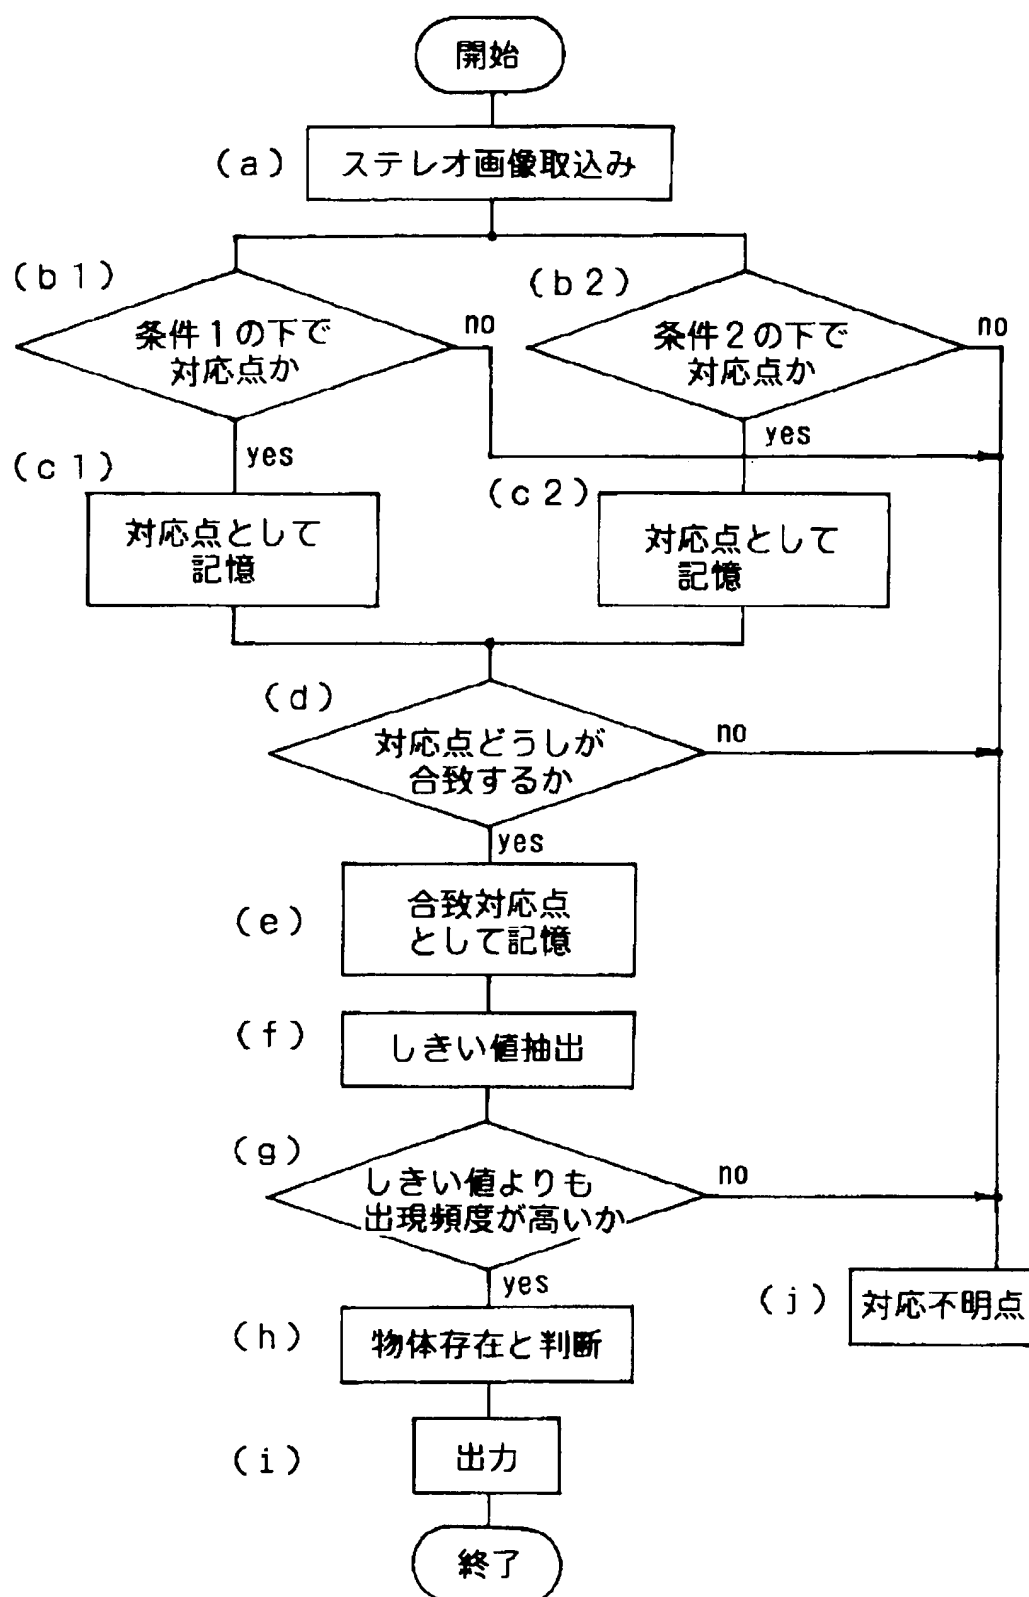 開始
(a)
ステレオ画像取込み
(b1)
条件1の下で
対応点か
no
(b2)
条件2の下で
対応点か
no
yes
yes
(c1)
対応点として
記憶
(c2)
対応点として
記憶
(d)
対応点どうしが
合致するか
no
yes
(e)
合致対応点
として記憶
(f)
しきい値抽出
(g)
しきい値よりも
出現頻度が高いか
no
yes
(h)
物体存在と判断
(j)
対応不明点
(i)
出力
終了